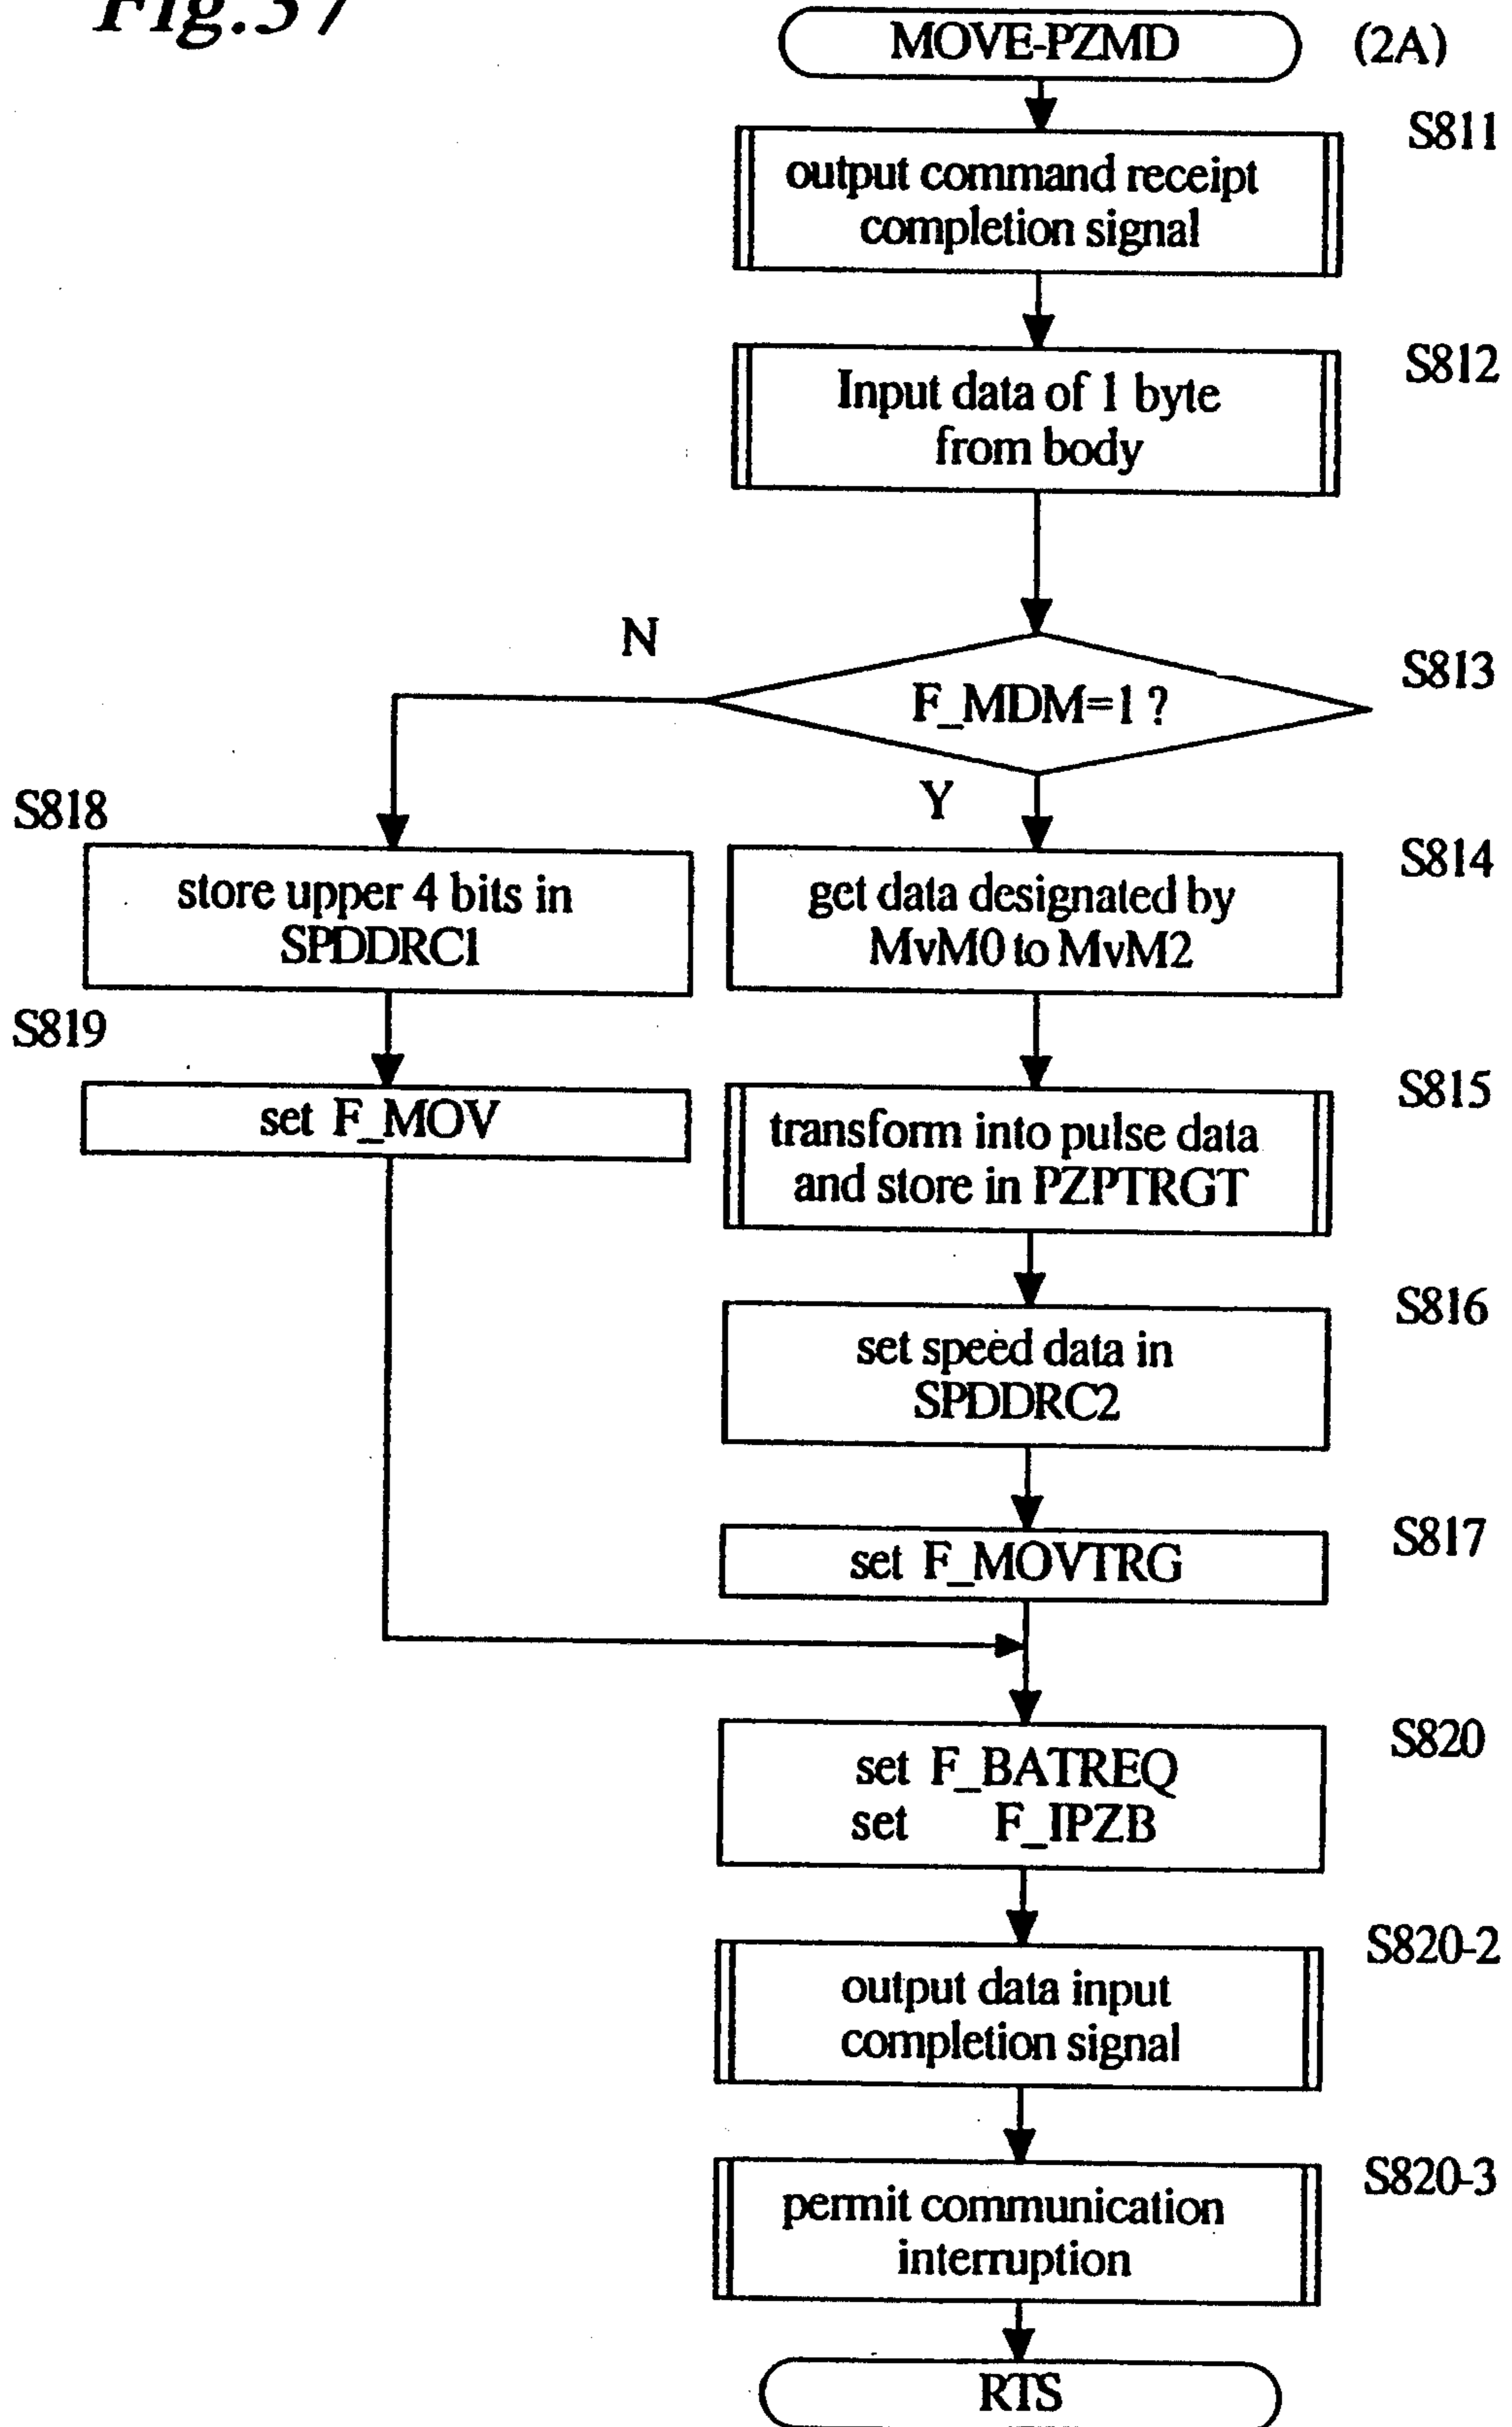 Fig.37
MOVE-PZMD
(2A)
S811
output command receipt
completion signal
S812
Input data of 1 byte
from body
N
S813
F_MDM=1 ?
Y
S818
store upper 4 bits in
SPDDRC1
S814
get data designated by
MvM0 to MvM2
S819
set F_MOV
S815
transform into pulse data
and store in PZPTRGT
S816
set speed data in
SPDDRC2
S817
set F_MOVTRG
S820
set F_BATREQ
set F_IPZB
S820-2
output data input
completion signal
S820-3
permit communication
interruption
RTS